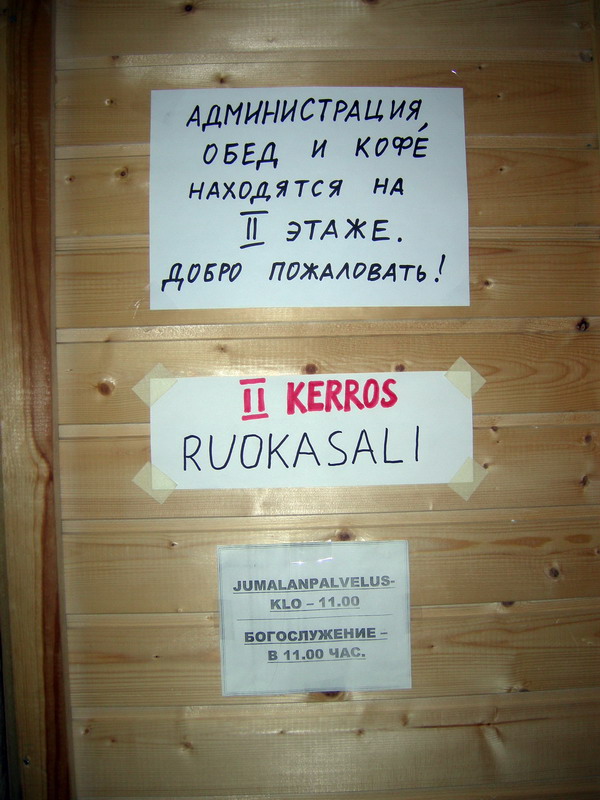 АДМИНИСТРАЦИЯ,
ОБЕД И КОФЕ́
НАХОДЯТСЯ НА
II ЭТАЖЕ.
ДОБРО ПОЖАЛОВАТЬ!
II KERROS
RUOKASALI
JUMALANPALVELUS-
KLO – 11.00
БОГОСЛУЖЕНИЕ –
В 11.00 ЧАС.